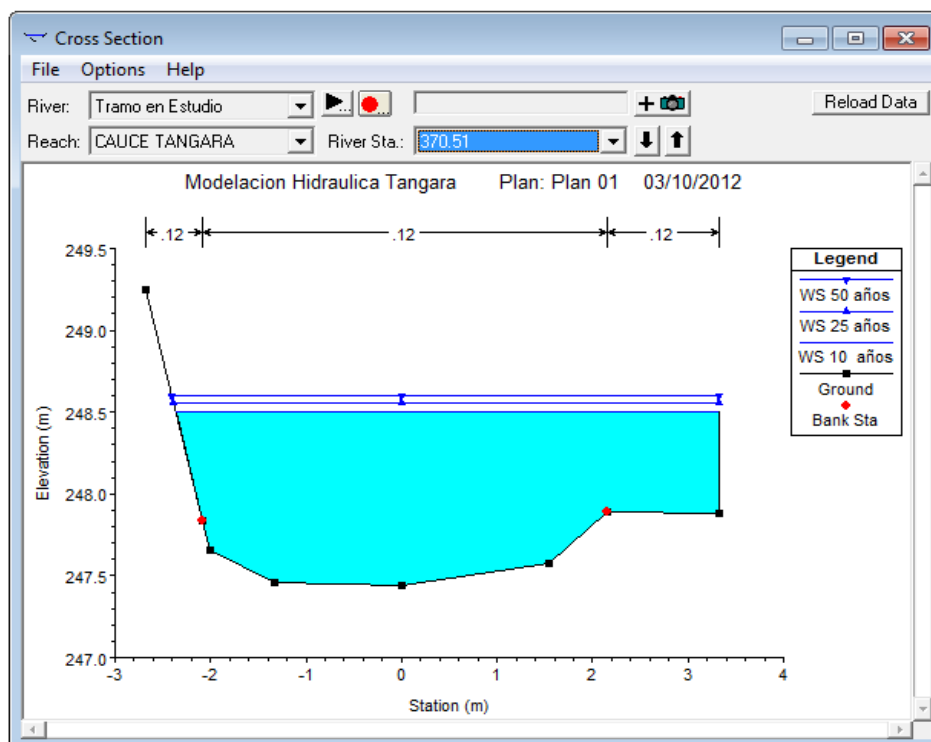 Cross Section
File Options Help
River: Tramo en Estudio Reload Data
Reach: CAUCE TANGARA River Sta.: 370.51
Modelacion Hidraulica Tangara Plan: Plan 01 03/10/2012
.12 .12 .12
249.5
249.0
248.5
248.0
247.5
247.0
Elevation (m)
-3 -2 -1 0 1 2 3 4
Station (m)
Legend
WS 50 años
WS 25 años
WS 10 años
Ground
Bank Sta